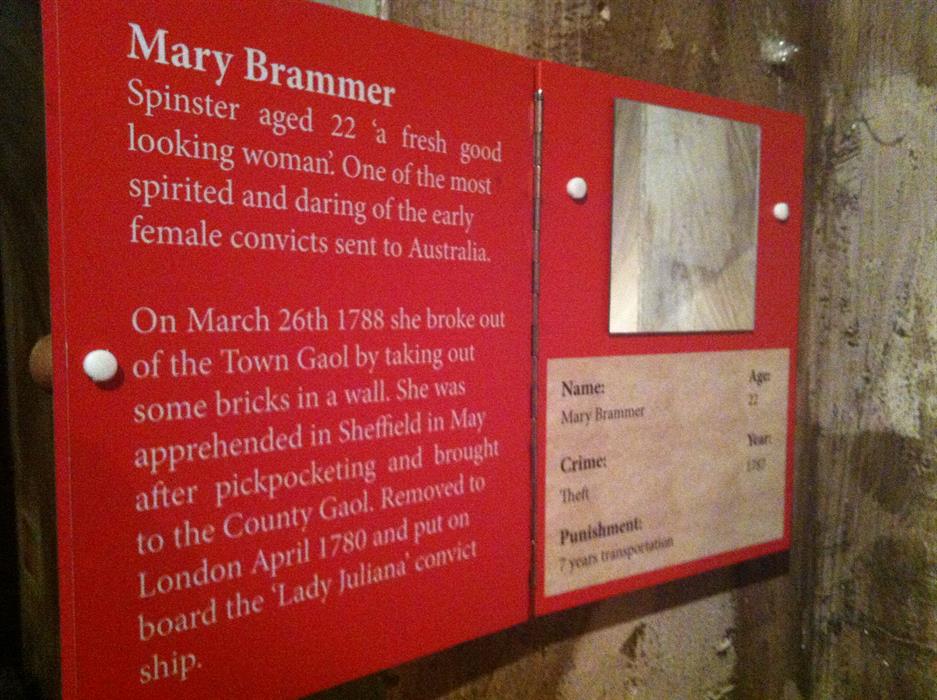 Mary Brammer
Spinster aged 22 ‘a fresh good
looking woman’. One of the most
spirited and daring of the early
female convicts sent to Australia.
On March 26th 1788 she broke out
of the Town Gaol by taking out
some bricks in a wall. She was
apprehended in Sheffield in May
after pickpocketing and brought
to the County Gaol. Removed to
London April 1780 and put on
board the ‘Lady Juliana’ convict
ship.
Name:
Mary Brammer
Age:
22
Crime:
Theft
Year:
1787
Punishment:
7 years transportation